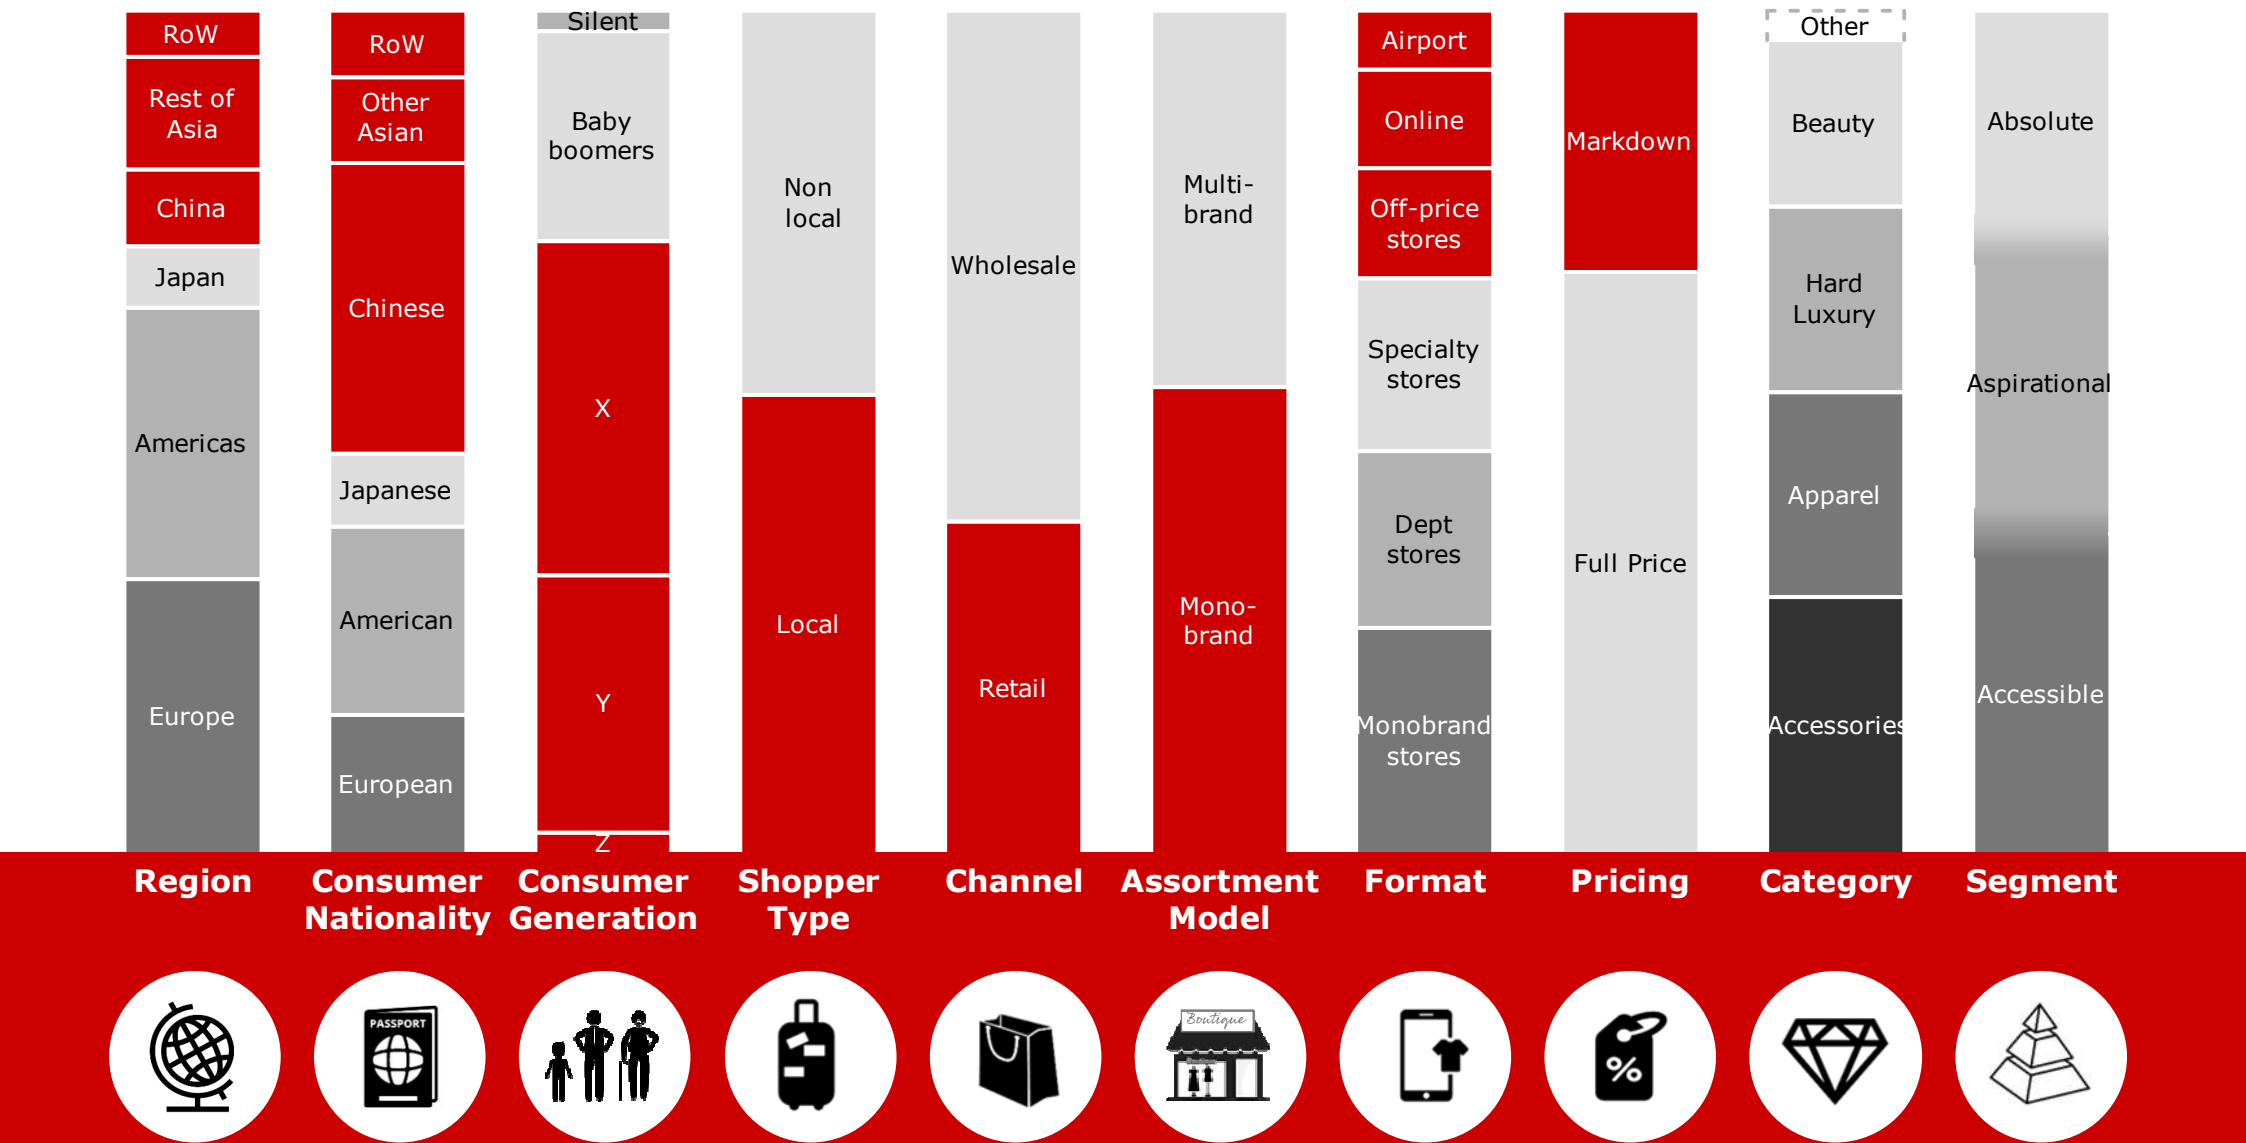 RoW
Rest of
Asia
China
Japan
Americas
Europe
RoW
Other
Asian
Chinese
Japanese
American
European
Silent
Baby
boomers
X
Y
Z
Non
local
Local
Wholesale
Retail
Multi-
brand
Mono-
brand
Airport
Online
Off-price
stores
Specialty
stores
Dept
stores
Monobrand
stores
Markdown
Full Price
Other
Beauty
Hard
Luxury
Apparel
Accessories
Absolute
Aspirational
Accessible
Region
Consumer
Nationality
Consumer
Generation
Shopper
Type
Channel
Assortment
Model
Format
Pricing
Category
Segment
PASSPORT
Boutique
%